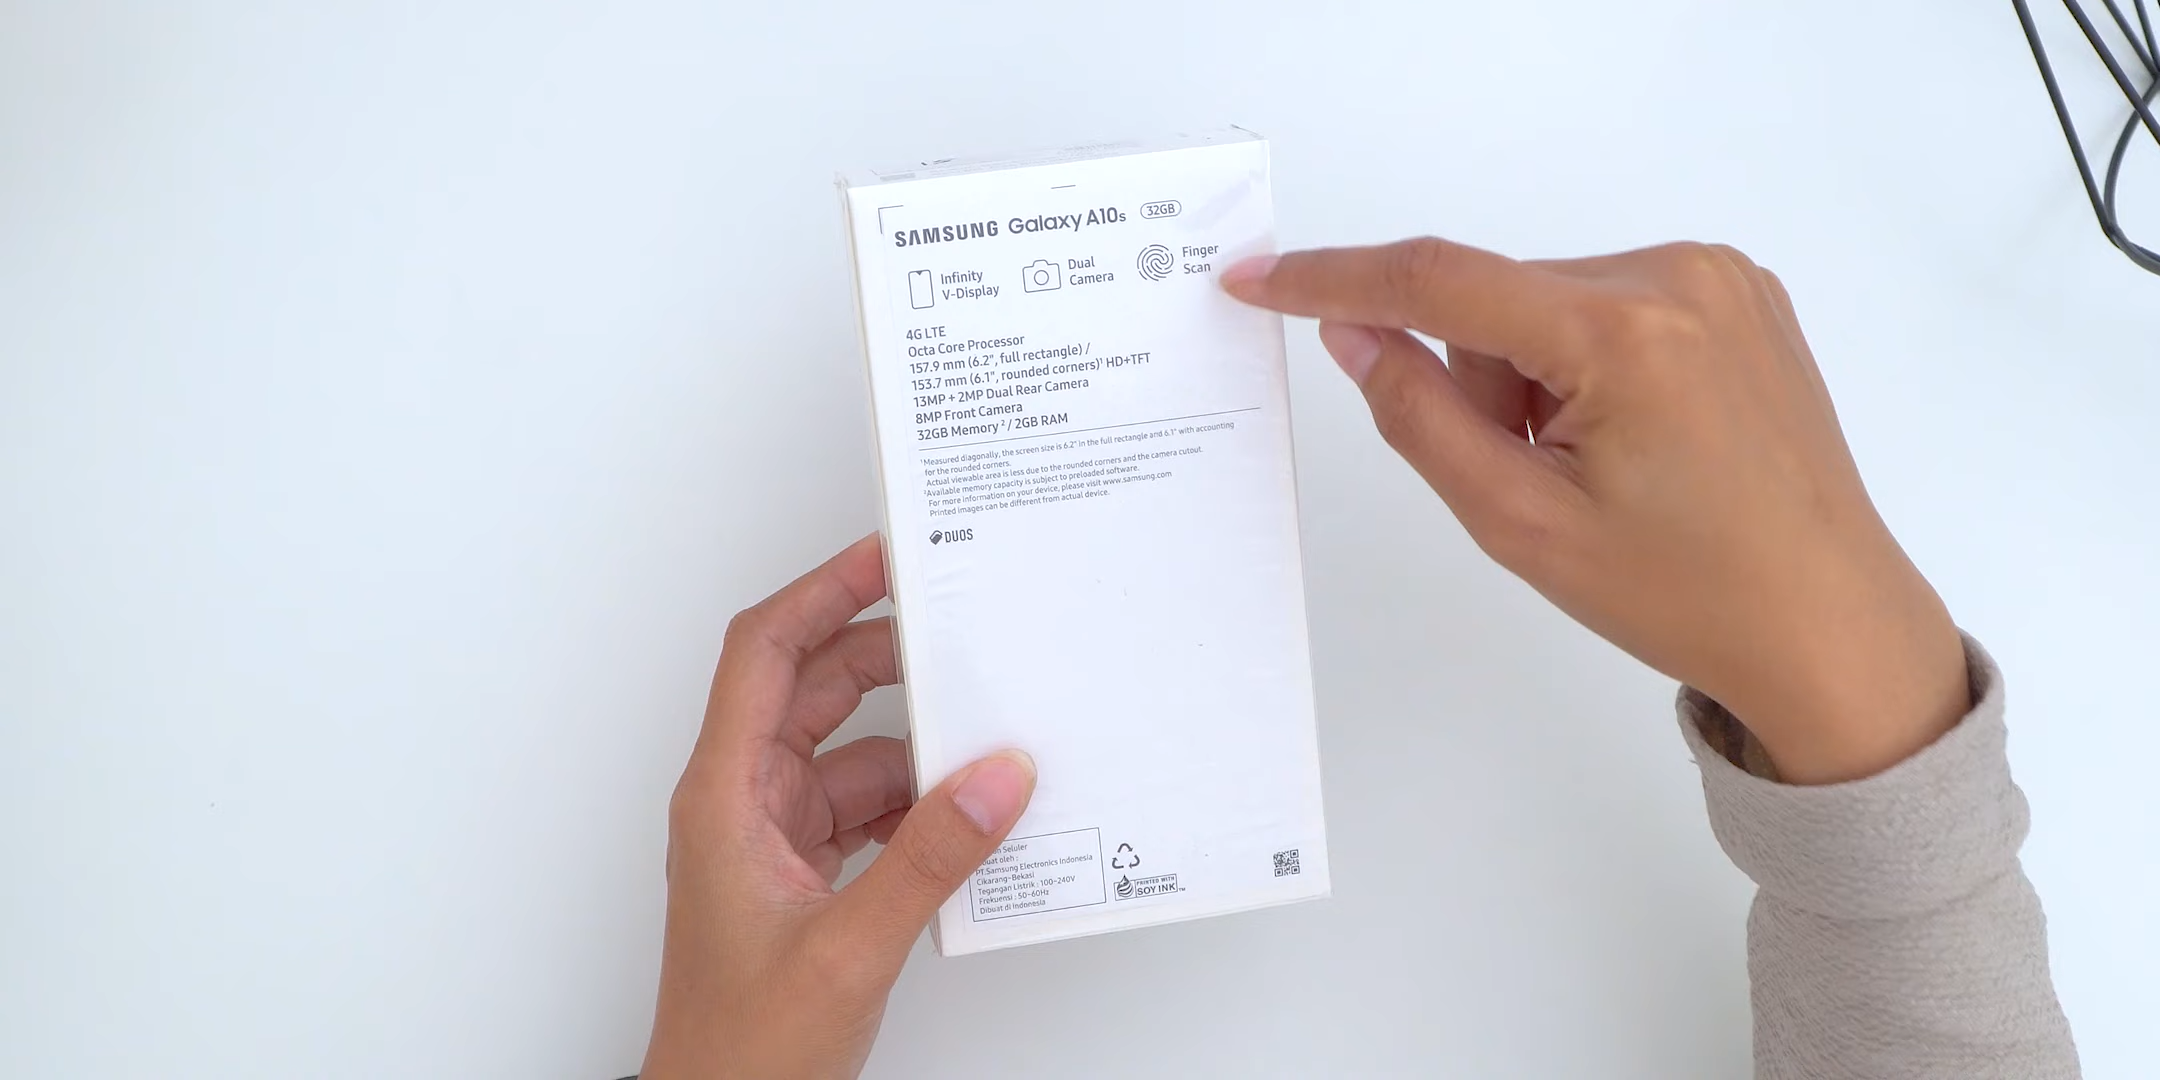 SAMSUNG Galaxy A10s 32GB
Infinity
V-Display
Dual
Camera
Finger
Scan
4G LTE
Octa Core Processor
157.9 mm (6.2", full rectangle) /
153.7 mm (6.1", rounded corners)¹ HD+TFT
13MP + 2MP Dual Rear Camera
8MP Front Camera
32GB Memory ² / 2GB RAM
¹Measured diagonally, the screen size is 6.2" in the full rectangle and 6.1" with accounting
for the rounded corners.
Actual viewable area is less due to the rounded corners and the camera cutout.
²Available memory capacity is subject to preloaded software.
For more information on your device, please visit www.samsung.com
Printed images can be different from actual device.
DUOS
Seluler
oleh :
PT.Samsung Electronics Indonesia
Cikarang-Bekasi
Tegangan Listrik : 100~240V
Frekuensi : 50~60Hz
Dibuat di Indonesia
PRINTED WITH
SOY INK™